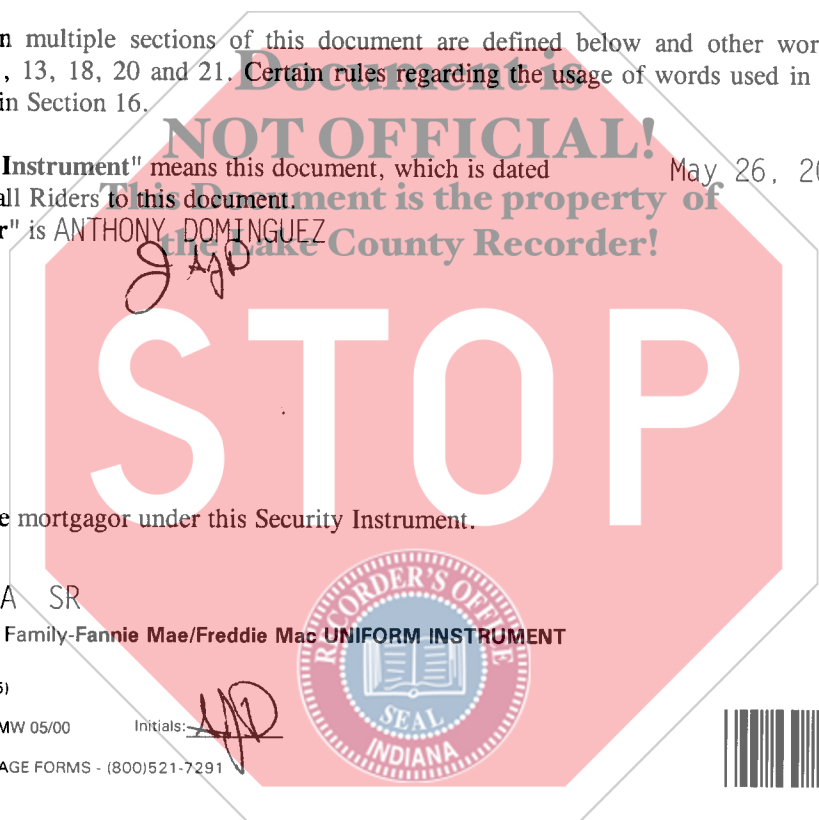 n multiple sections of this document are defined below and other wor
, 13, 18, 20 and 21. Certain rules regarding the usage of words used in
in Section 16.
Document is
NOT OFFICIAL!
This Document is the property of
the Lake County Recorder!
Instrument" means this document, which is dated May 26, 20
all Riders to this document.
r" is ANTHONY DOMINGUEZ
AJD
STOP
e mortgagor under this Security Instrument.
A SR
Family-Fannie Mae/Freddie Mac UNIFORM INSTRUMENT
MW 05/00 Initials: AJD
AGE FORMS - (800)521-7291
RECORDER'S OFFICE
SEAL
INDIANA